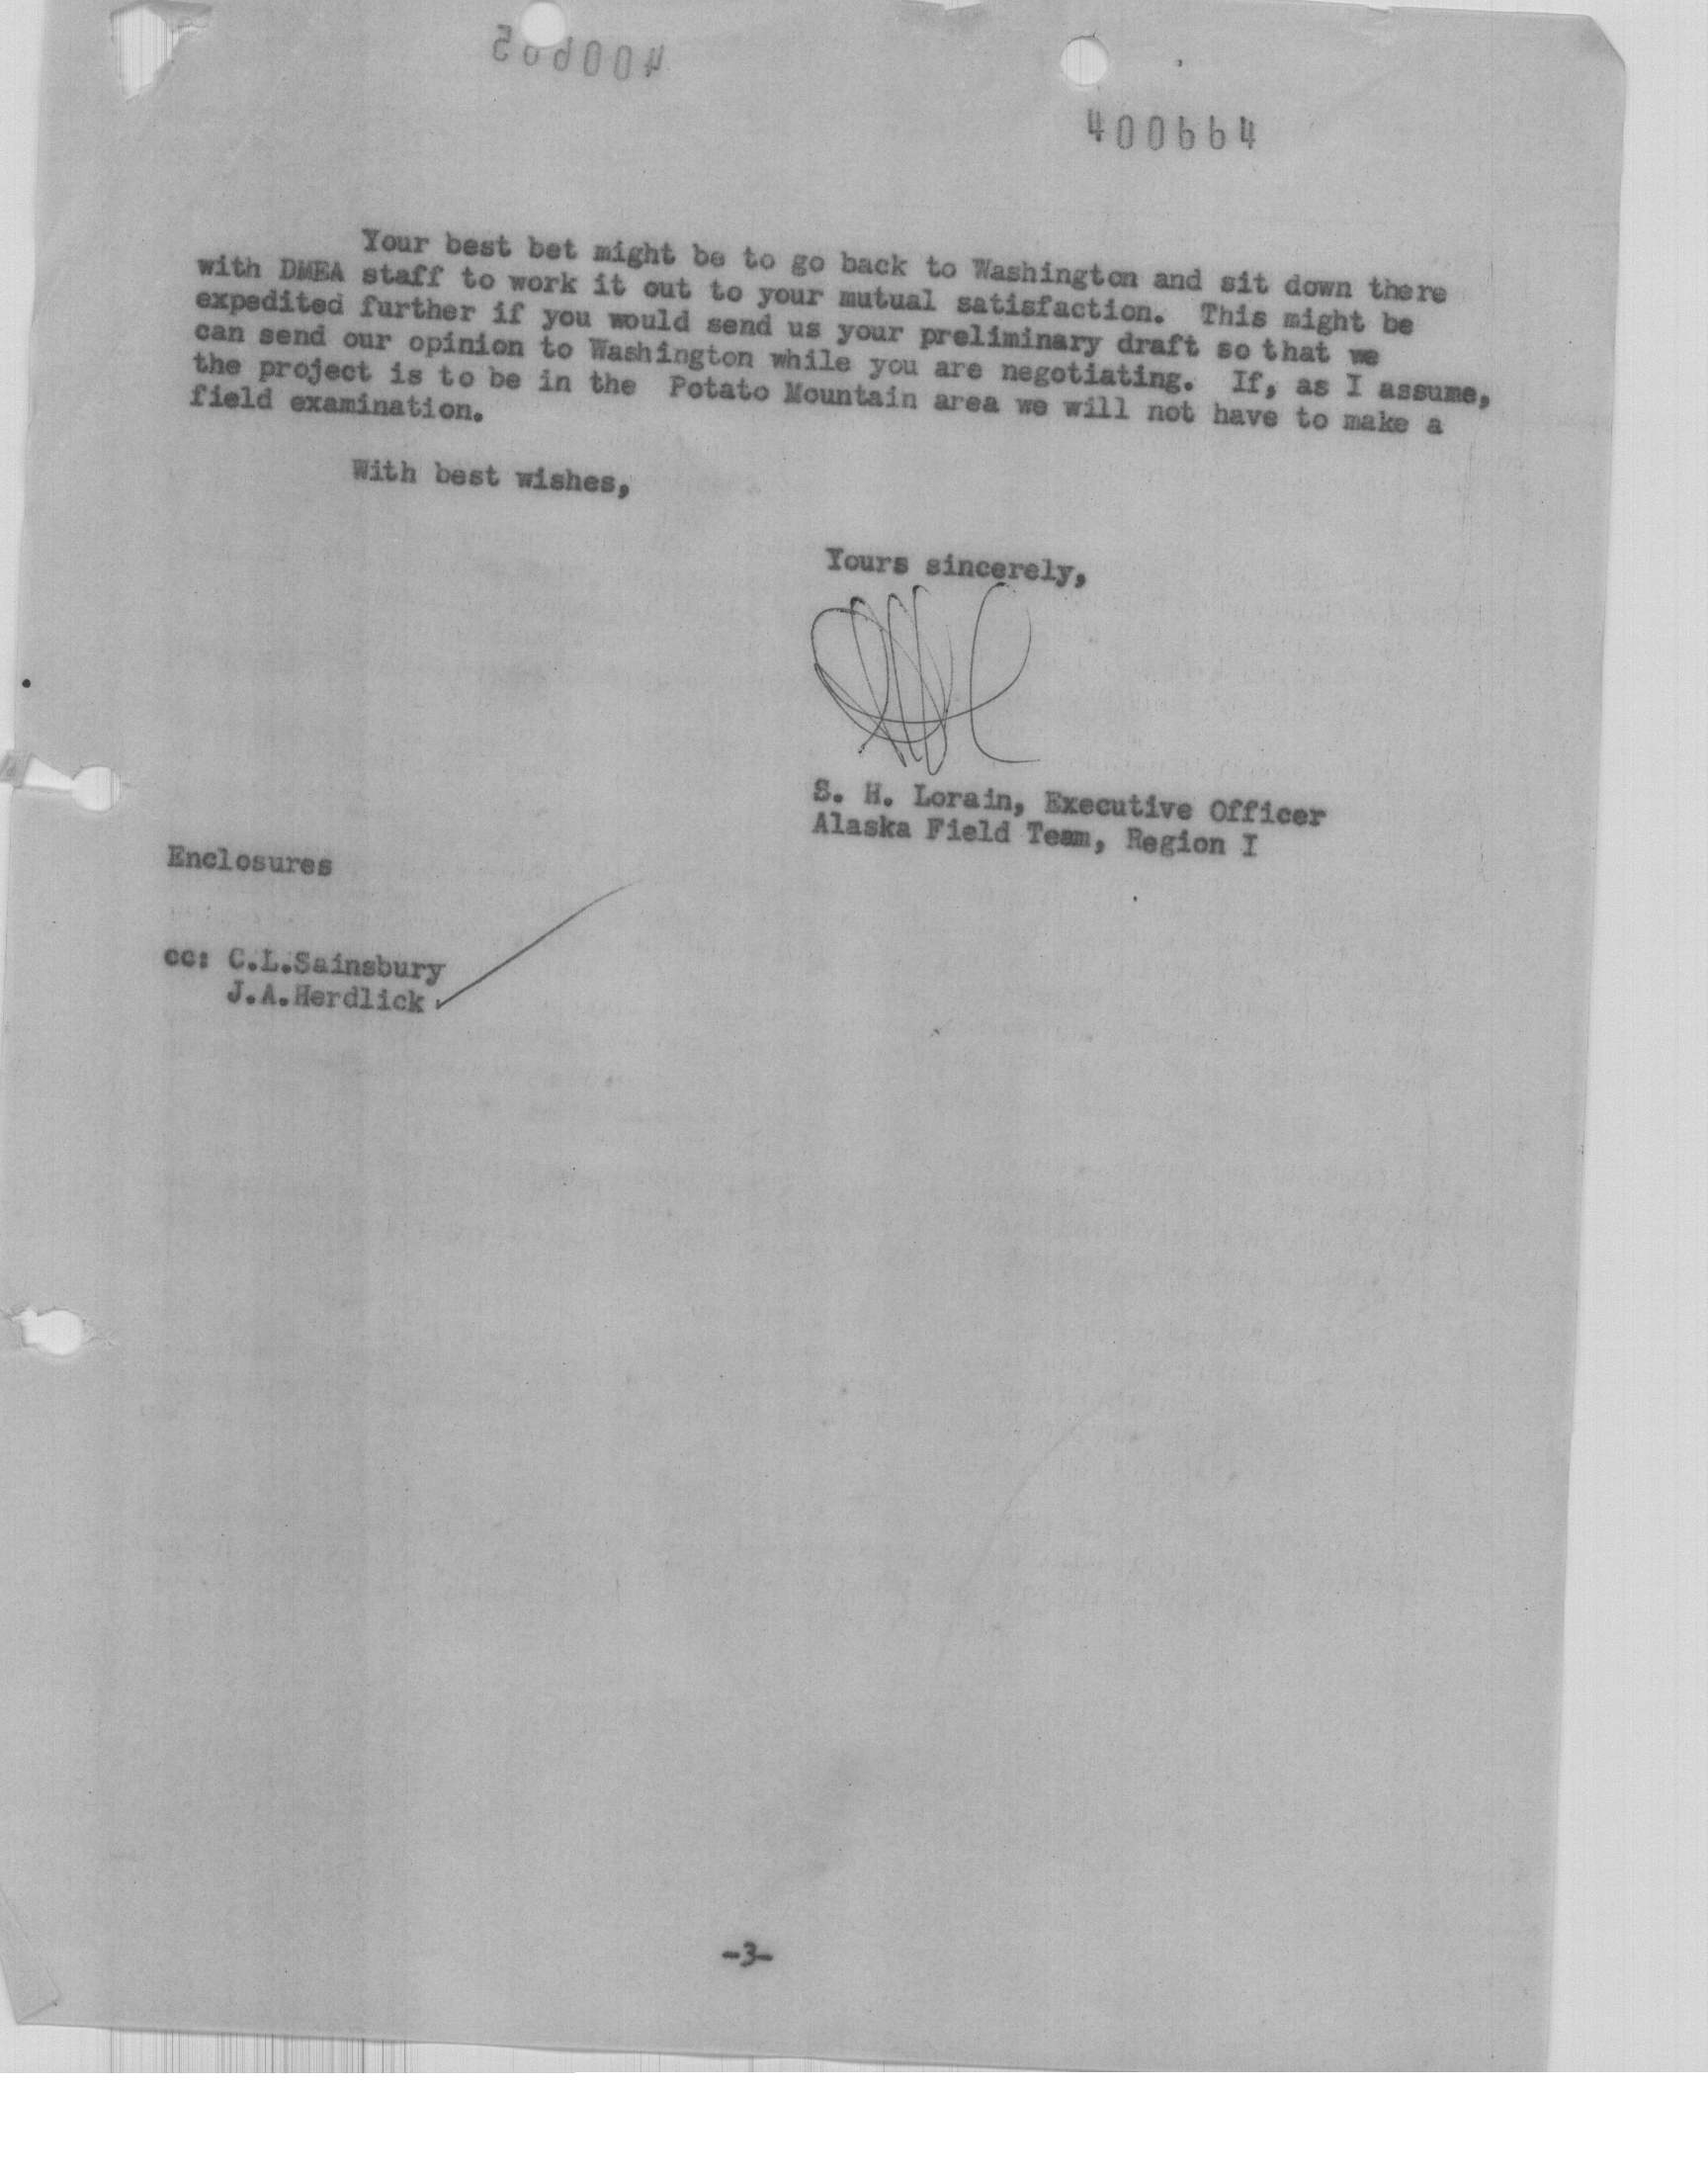 400665
400664
Your best bet might be to go back to Washington and sit down there
with DMEA staff to work it out to your mutual satisfaction. This might be
expedited further if you would send us your preliminary draft so that we
can send our opinion to Washington while you are negotiating. If, as I assume,
the project is to be in the Potato Mountain area we will not have to make a
field examination.
With best wishes,
Yours sincerely,
S. H. Lorain, Executive Officer
Alaska Field Team, Region I
Enclosures
cc: C.L.Sainsbury
J.A.Herdlick
-3-